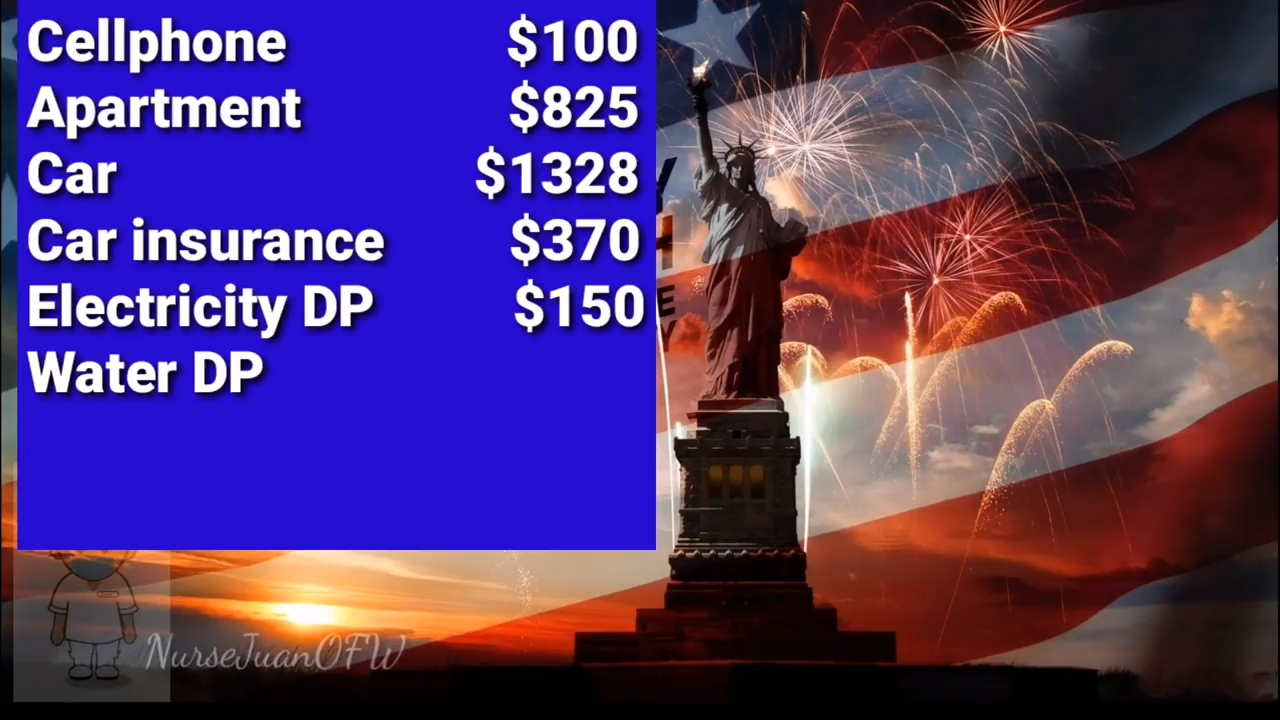 Cellphone $100
Apartment $825
Car $1328
Car insurance $370
Electricity DP $150
Water DP
NurseJuanOFW